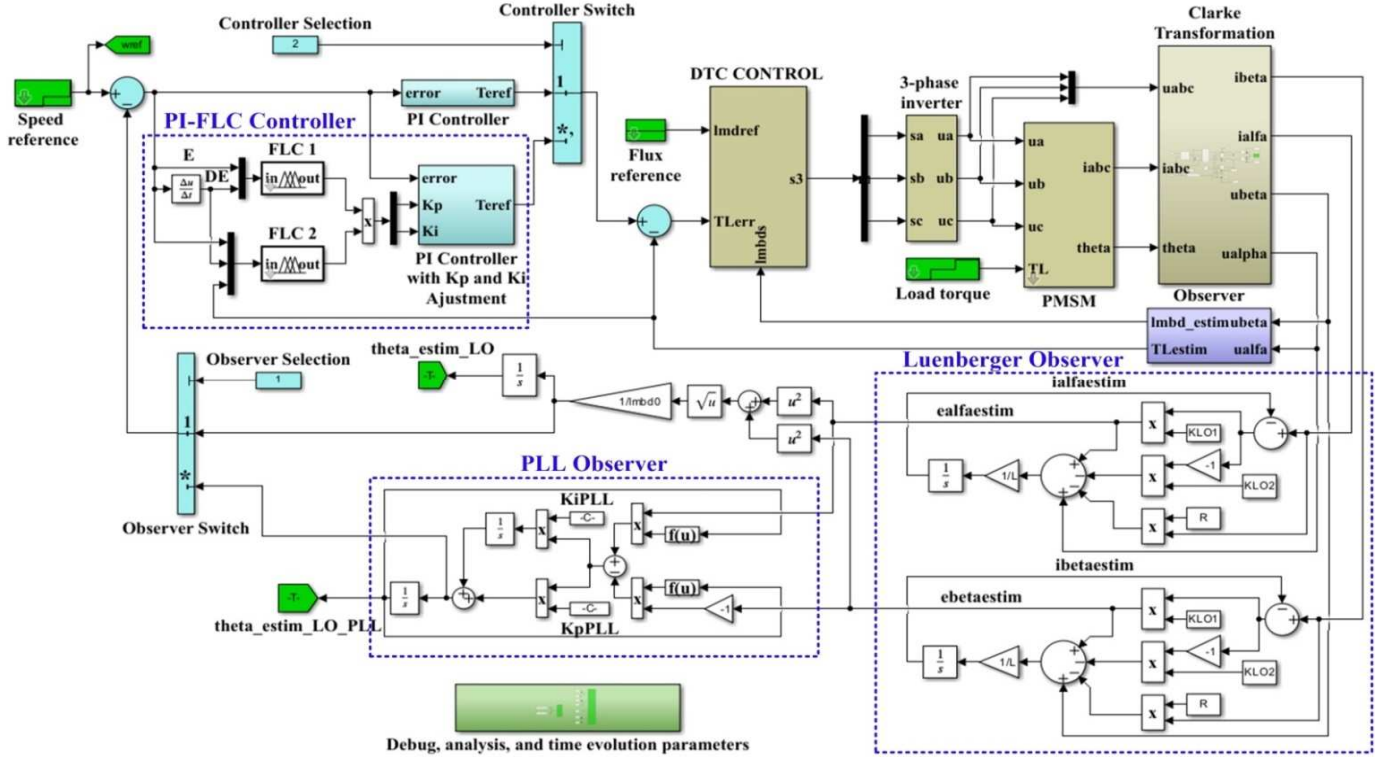 Controller Switch
Clarke
Transformation
Controller Selection
2
wref
Speed
reference
+
−
error Teref
PI Controller
1
*,
PI-FLC Controller
E
DE
Δu
Δt
FLC 1
in out
FLC 2
in out
x
error
Kp
Ki
Teref
PI Controller
with Kp and Ki
Ajustment
DTC CONTROL
lmdref
TLerr
lmbds
s3
Flux
reference
+
−
3-phase
inverter
sa ua
sb ub
sc uc
Load torque
ua
ub
uc
TL
iabc
theta
PMSM
uabc
iabc
theta
ibeta
ialfa
ubeta
ualpha
Observer
lmbd_estim ubeta
TLestim ualfa
Observer Selection
1
1
*
Observer Switch
theta_estim_LO
-T-
1
s
1/lmbd0
√u
+
+
u²
u²
Luenberger Observer
ialfaestim
ealfaestim
x
KLO1
−
+
1
s
1/L
+
−
−
+
x
-1
KLO2
x
R
ibetaestim
ebetaestim
x
KLO1
−
+
1
s
1/L
+
−
−
+
x
-1
KLO2
x
R
PLL Observer
KiPLL
-C-
1
s
x
x
f(u)
+
−
f(u)
x
x
-C-
KpPLL
-1
1
s
+
+
-T-
theta_estim_LO_PLL
Debug, analysis, and time evolution parameters